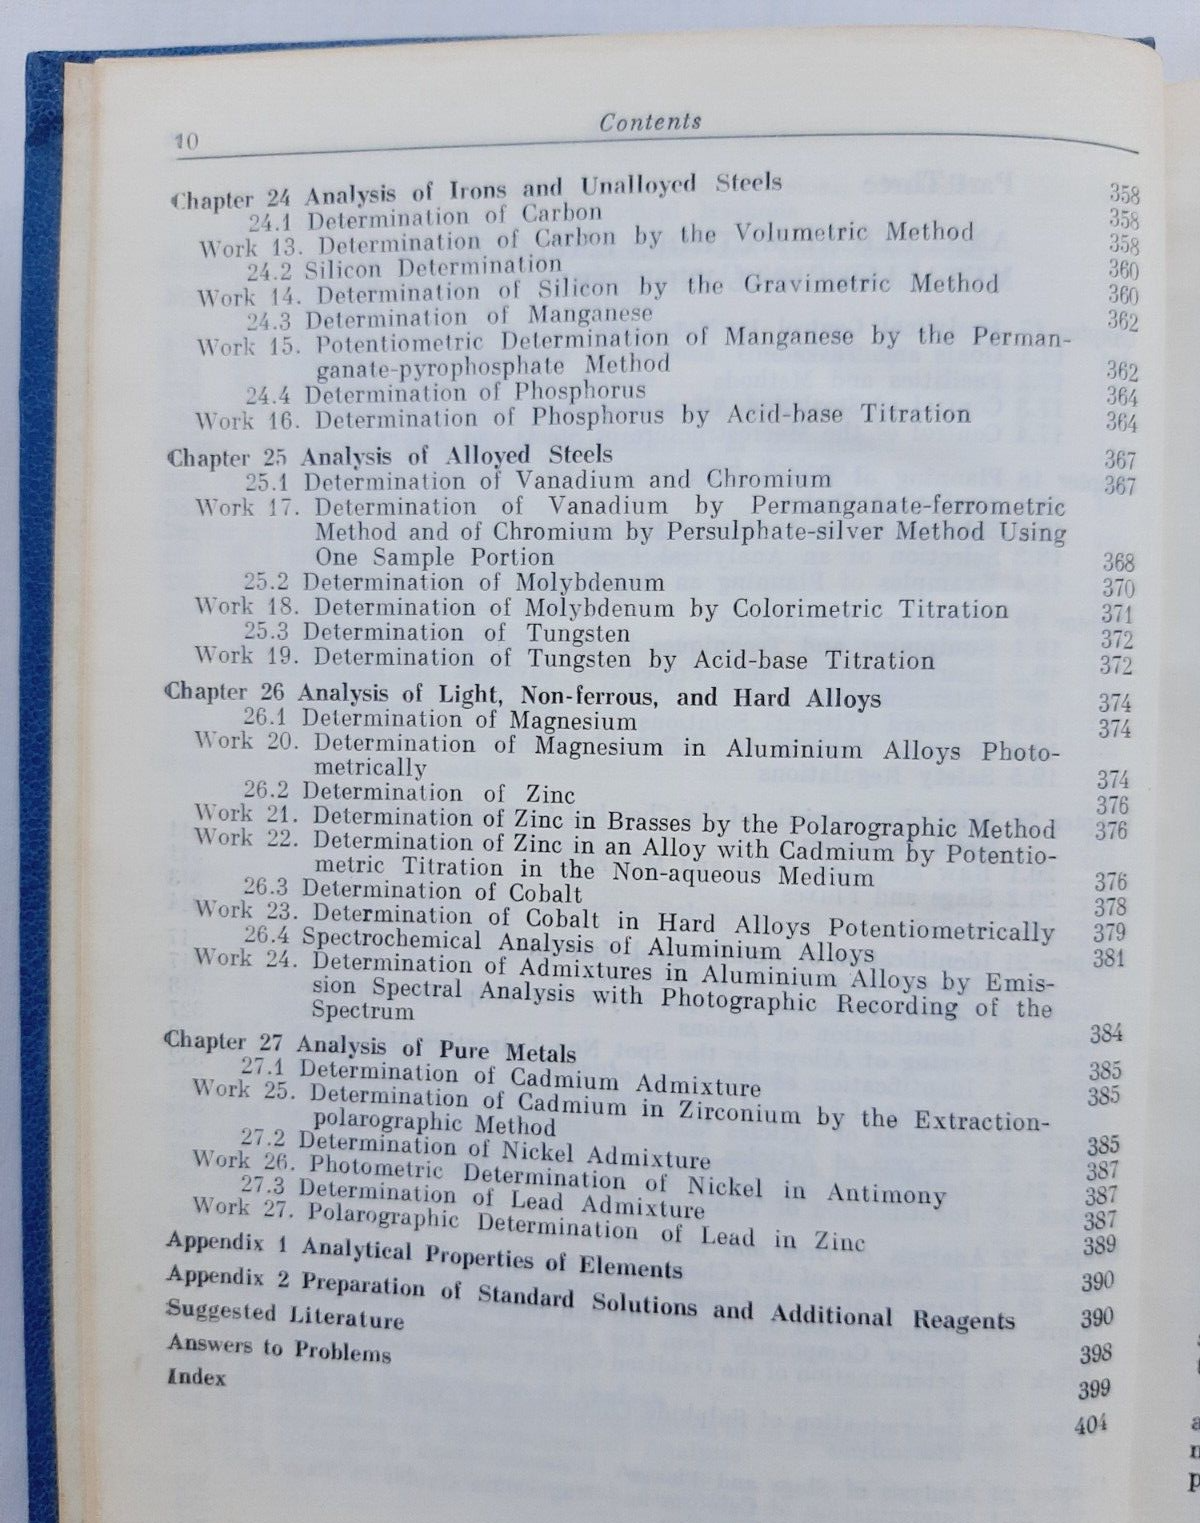 10
Contents
Chapter 24 Analysis of Irons and Unalloyed Steels 358
24.1 Determination of Carbon 358
Work 13. Determination of Carbon by the Volumetric Method 358
24.2 Silicon Determination 360
Work 14. Determination of Silicon by the Gravimetric Method 360
24.3 Determination of Manganese 362
Work 15. Potentiometric Determination of Manganese by the Perman-
ganate-pyrophosphate Method 362
24.4 Determination of Phosphorus 364
Work 16. Determination of Phosphorus by Acid-base Titration 364
Chapter 25 Analysis of Alloyed Steels 367
25.1 Determination of Vanadium and Chromium 367
Work 17. Determination of Vanadium by Permanganate-ferrometric
Method and of Chromium by Persulphate-silver Method Using
One Sample Portion 368
25.2 Determination of Molybdenum 370
Work 18. Determination of Molybdenum by Colorimetric Titration 371
25.3 Determination of Tungsten 372
Work 19. Determination of Tungsten by Acid-base Titration 372
Chapter 26 Analysis of Light, Non-ferrous, and Hard Alloys 374
26.1 Determination of Magnesium 374
Work 20. Determination of Magnesium in Aluminium Alloys Photo-
metrically 374
26.2 Determination of Zinc 376
Work 21. Determination of Zinc in Brasses by the Polarographic Method 376
Work 22. Determination of Zinc in an Alloy with Cadmium by Potentio-
metric Titration in the Non-aqueous Medium 376
26.3 Determination of Cobalt 378
Work 23. Determination of Cobalt in Hard Alloys Potentiometrically 379
26.4 Spectrochemical Analysis of Aluminium Alloys 381
Work 24. Determination of Admixtures in Aluminium Alloys by Emis-
sion Spectral Analysis with Photographic Recording of the
Spectrum 384
Chapter 27 Analysis of Pure Metals 385
27.1 Determination of Cadmium Admixture 385
Work 25. Determination of Cadmium in Zirconium by the Extraction-
polarographic Method 385
27.2 Determination of Nickel Admixture 387
Work 26. Photometric Determination of Nickel in Antimony 387
27.3 Determination of Lead Admixture 387
Work 27. Polarographic Determination of Lead in Zinc 389
Appendix 1 Analytical Properties of Elements 390
Appendix 2 Preparation of Standard Solutions and Additional Reagents 390
Suggested Literature 398
Answers to Problems 399
Index 404